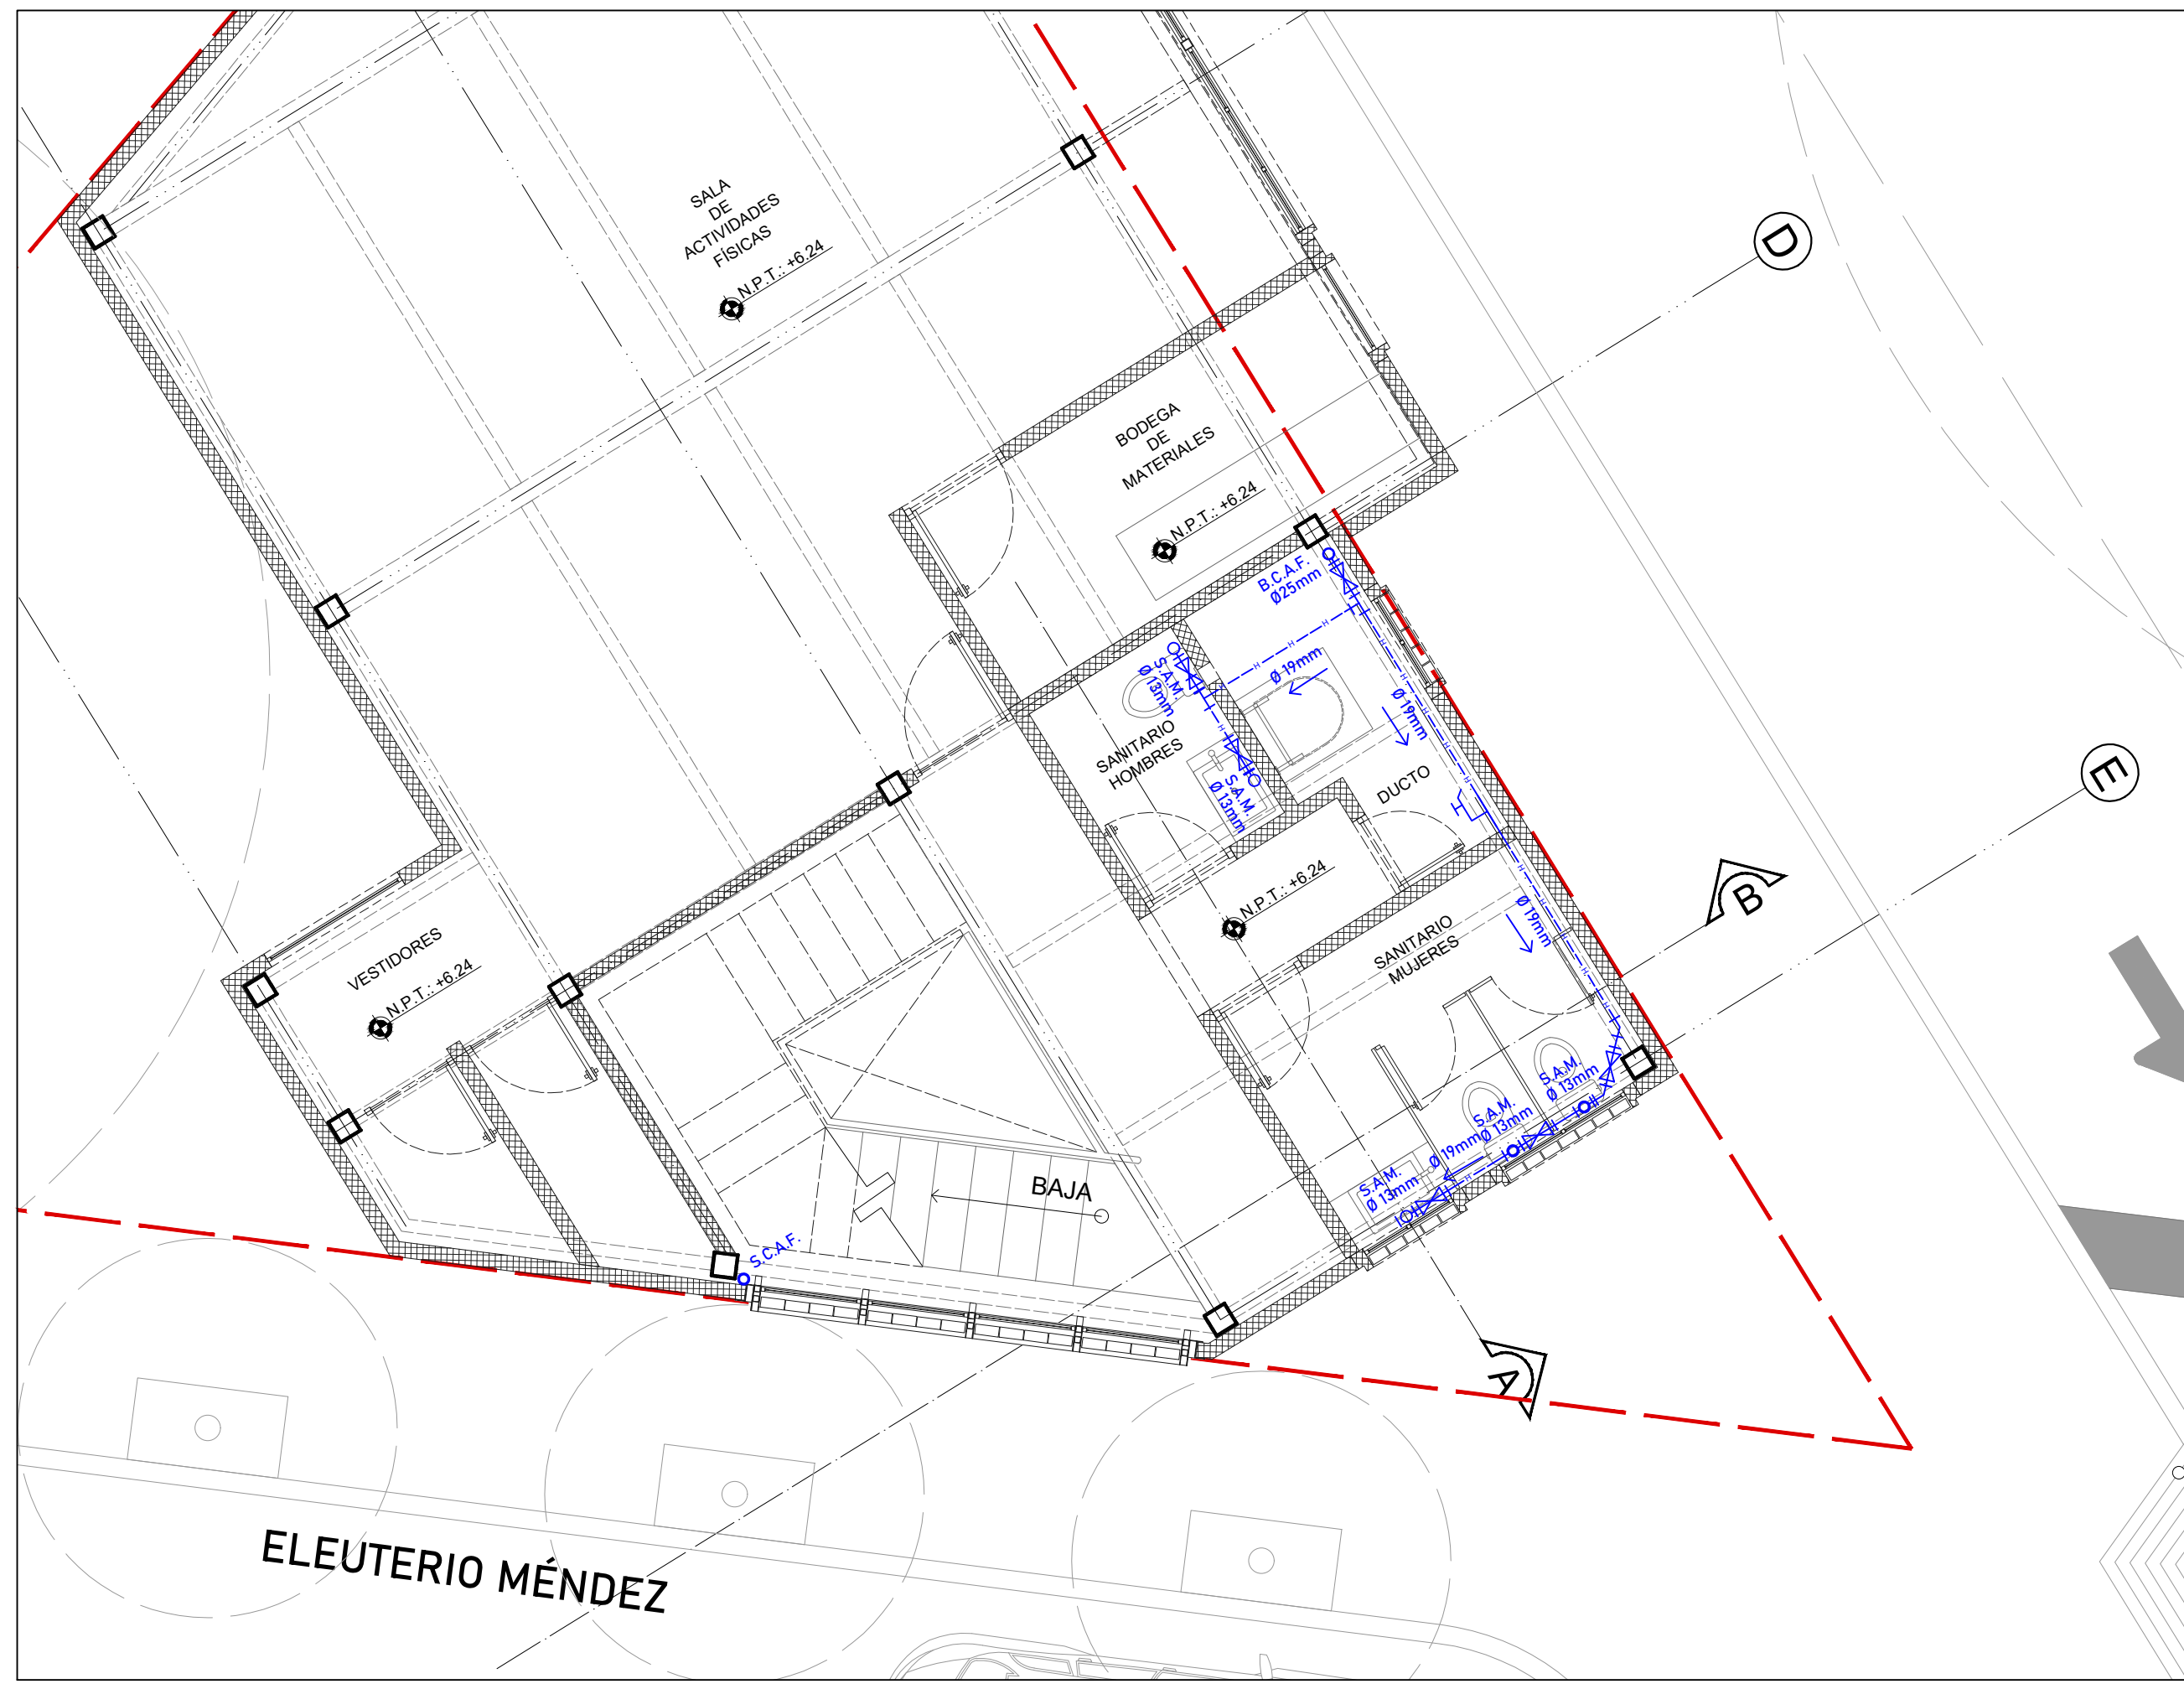 SALA
DE
ACTIVIDADES
FÍSICAS
N.P.T.: +6.24
D
BODEGA
DE
MATERIALES
N.P.T.: +6.24
B.C.A.F.
Ø25mm
Ø 19mm
Ø 19mm
S.A.M.
Ø 13mm
SANITARIO
HOMBRES
S.A.M.
Ø 13mm
DUCTO
E
B
N.P.T.: +6.24
SANITARIO
MUJERES
Ø 19mm
VESTIDORES
N.P.T.: +6.24
S.A.M.
Ø 13mm
S.A.M.
Ø 13mm
Ø 19mm
S.A.M.
Ø 13mm
BAJA
S.C.A.F.
A
ELEUTERIO MÉNDEZ